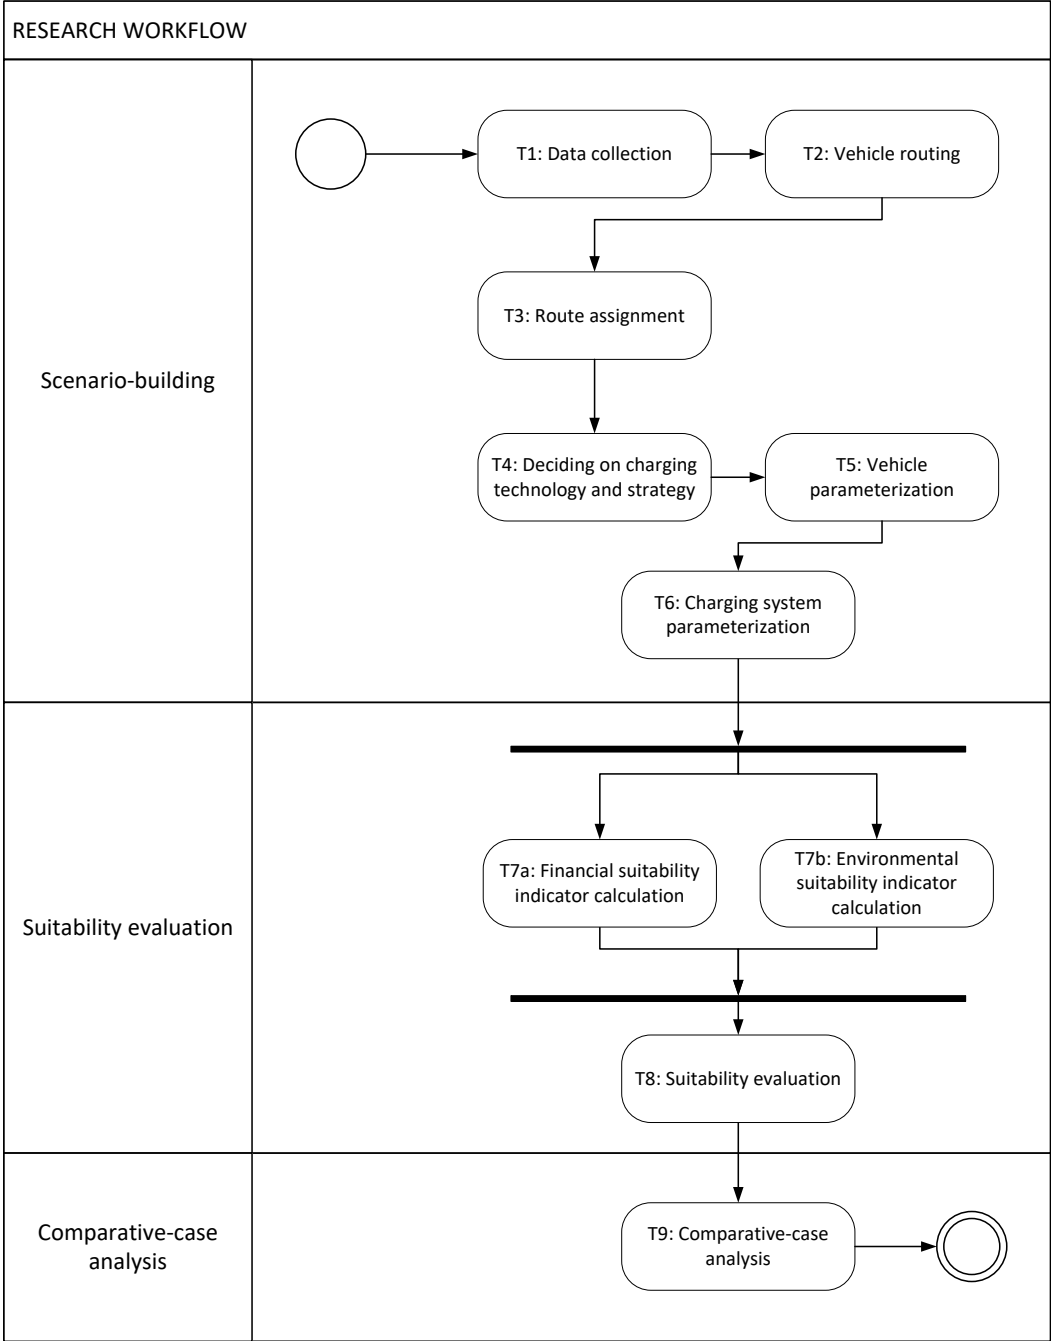 RESEARCH WORKFLOW
Scenario-building
T1: Data collection
T2: Vehicle routing
T3: Route assignment
T4: Deciding on charging
technology and strategy
T5: Vehicle
parameterization
T6: Charging system
parameterization
Suitability evaluation
T7a: Financial suitability
indicator calculation
T7b: Environmental
suitability indicator
calculation
T8: Suitability evaluation
Comparative-case
analysis
T9: Comparative-case
analysis